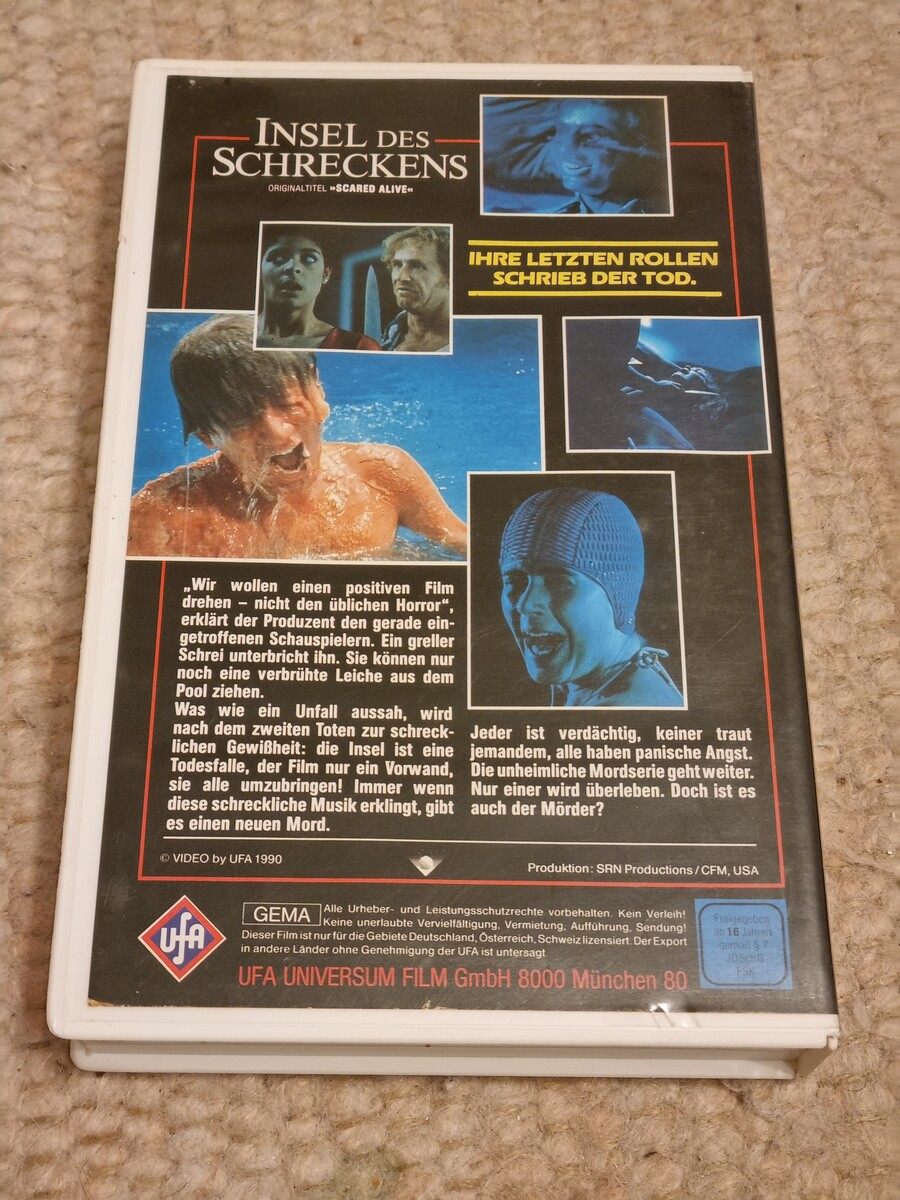 INSEL DES
SCHRECKENS
ORIGINALTITEL »SCARED ALIVE«
IHRE LETZTEN ROLLEN
SCHRIEB DER TOD.
„Wir wollen einen positiven Film
drehen – nicht den üblichen Horror“,
erklärt der Produzent den gerade ein-
getroffenen Schauspielern. Ein greller
Schrei unterbricht ihn. Sie können nur
noch eine verbrühte Leiche aus dem
Pool ziehen.
Was wie ein Unfall aussah, wird
nach dem zweiten Toten zur schreck-
lichen Gewißheit: die Insel ist eine
Todesfalle, der Film nur ein Vorwand,
sie alle umzubringen! Immer wenn
diese schreckliche Musik erklingt, gibt
es einen neuen Mord.
Jeder ist verdächtig, keiner traut
jemandem, alle haben panische Angst.
Die unheimliche Mordserie geht weiter.
Nur einer wird überleben. Doch ist es
auch der Mörder?
© VIDEO by UFA 1990
Produktion: SRN Productions / CFM, USA
UFA
GEMA
Alle Urheber- und Leistungsschutzrechte vorbehalten. Kein Verleih!
Keine unerlaubte Vervielfältigung, Vermietung, Aufführung, Sendung!
Dieser Film ist nur für die Gebiete Deutschland, Österreich, Schweiz lizensiert. Der Export
in andere Länder ohne Genehmigung der UFA ist untersagt.
UFA UNIVERSUM FILM GmbH 8000 München 80
Freigegeben
ab 16 Jahren
gemäß § 7
JÖSchG
FSK